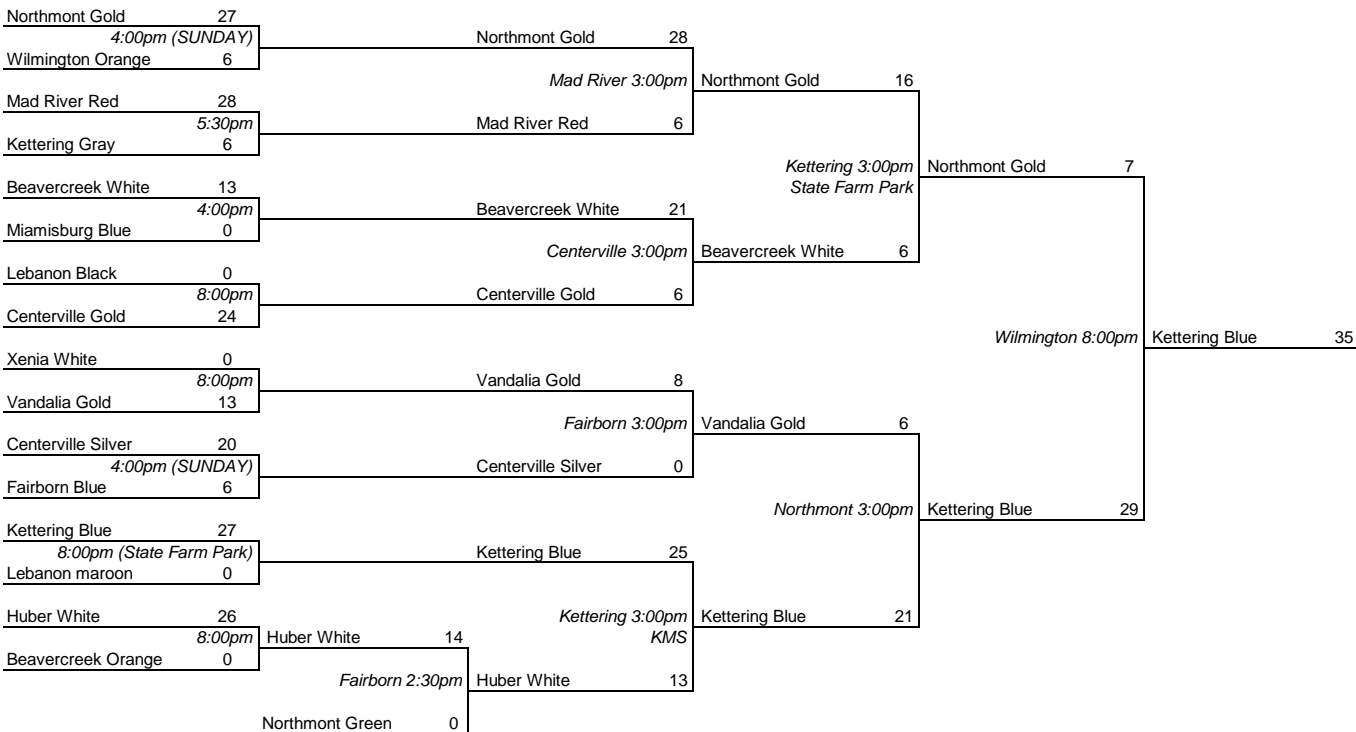 Northmont Gold 27
4:00pm (SUNDAY) Northmont Gold 28
Wilmington Orange 6
Mad River 3:00pm Northmont Gold 16
Mad River Red 28
5:30pm Mad River Red 6
Kettering Gray 6
Kettering 3:00pm Northmont Gold 7
Beavercreek White 13 State Farm Park
4:00pm Beavercreek White 21
Miamisburg Blue 0
Centerville 3:00pm Beavercreek White 6
Lebanon Black 0
8:00pm Centerville Gold 6
Centerville Gold 24
Wilmington 8:00pm Kettering Blue 35
Xenia White 0
8:00pm Vandalia Gold 8
Vandalia Gold 13
Fairborn 3:00pm Vandalia Gold 6
Centerville Silver 20
4:00pm (SUNDAY) Centerville Silver 0
Fairborn Blue 6
Northmont 3:00pm Kettering Blue 29
Kettering Blue 27
8:00pm (State Farm Park) Kettering Blue 25
Lebanon maroon 0
Huber White 26 Kettering 3:00pm Kettering Blue 21
8:00pm Huber White 14 KMS
Beavercreek Orange 0
Fairborn 2:30pm Huber White 13
Northmont Green 0